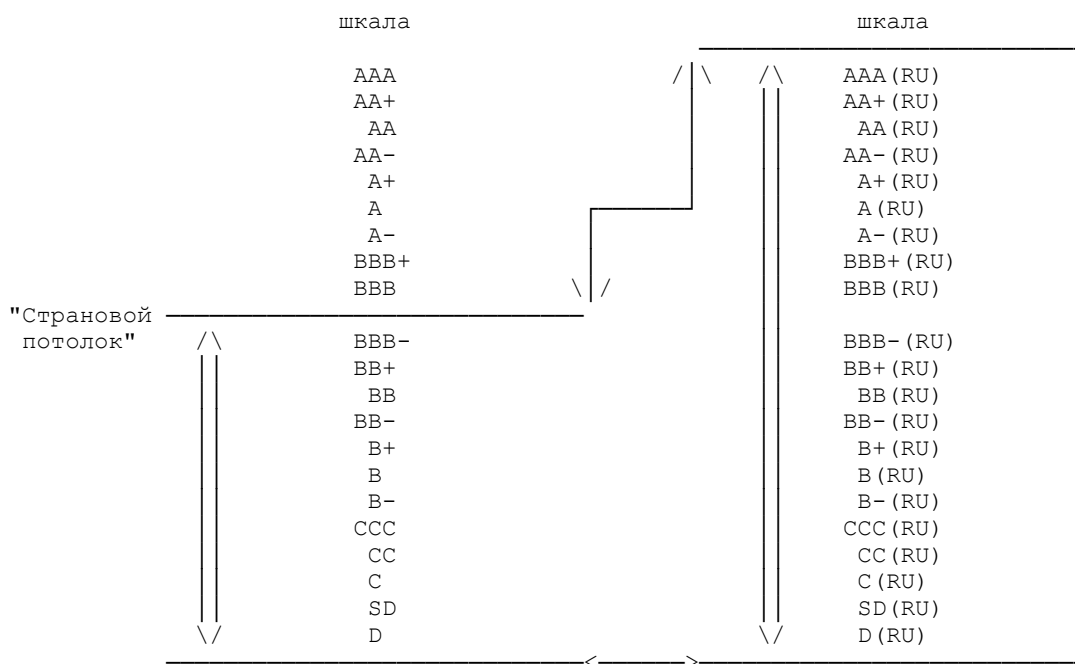 шкала шкала
AAA AAA(RU)
AA+ AA+(RU)
AA AA(RU)
AA- AA-(RU)
A+ A+(RU)
A A(RU)
A- A-(RU)
BBB+ BBB+(RU)
BBB BBB(RU)
"Страновой
потолок" BBB- BBB-(RU)
BB+ BB+(RU)
BB BB(RU)
BB- BB-(RU)
B+ B+(RU)
B B(RU)
B- B-(RU)
CCC CCC(RU)
CC CC(RU)
C C(RU)
SD SD(RU)
D D(RU)